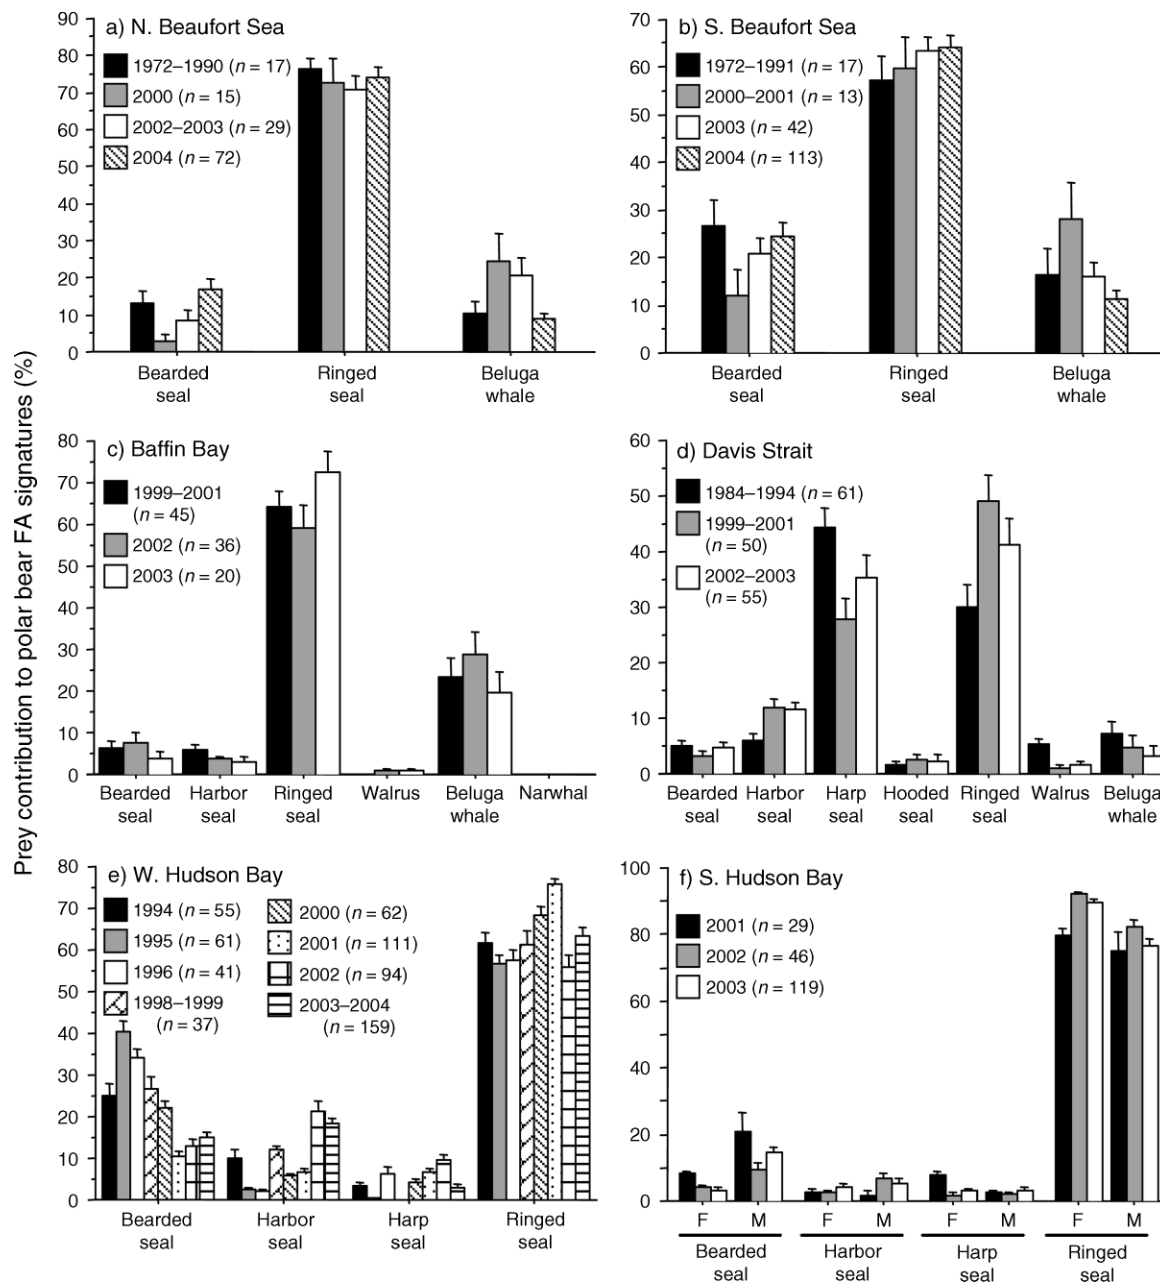 Prey contribution to polar bear FA signatures (%)
a) N. Beaufort Sea
1972–1990 (n = 17)
2000 (n = 15)
2002–2003 (n = 29)
2004 (n = 72)
90
80
70
60
50
40
30
20
10
0
Bearded
seal
Ringed
seal
Beluga
whale
b) S. Beaufort Sea
1972–1991 (n = 17)
2000–2001 (n = 13)
2003 (n = 42)
2004 (n = 113)
70
60
50
40
30
20
10
0
Bearded
seal
Ringed
seal
Beluga
whale
c) Baffin Bay
1999–2001
(n = 45)
2002 (n = 36)
2003 (n = 20)
80
70
60
50
40
30
20
10
0
Bearded
seal
Harbor
seal
Ringed
seal
Walrus
Beluga
whale
Narwhal
d) Davis Strait
1984–1994 (n = 61)
1999–2001
(n = 50)
2002–2003
(n = 55)
60
50
40
30
20
10
0
Bearded
seal
Harbor
seal
Harp
seal
Hooded
seal
Ringed
seal
Walrus
Beluga
whale
e) W. Hudson Bay
1994 (n = 55)
1995 (n = 61)
1996 (n = 41)
1998–1999
(n = 37)
2000 (n = 62)
2001 (n = 111)
2002 (n = 94)
2003–2004
(n = 159)
80
70
60
50
40
30
20
10
0
Bearded
seal
Harbor
seal
Harp
seal
Ringed
seal
f) S. Hudson Bay
2001 (n = 29)
2002 (n = 46)
2003 (n = 119)
100
80
60
40
20
0
F M F M F M F M
Bearded
seal
Harbor
seal
Harp
seal
Ringed
seal